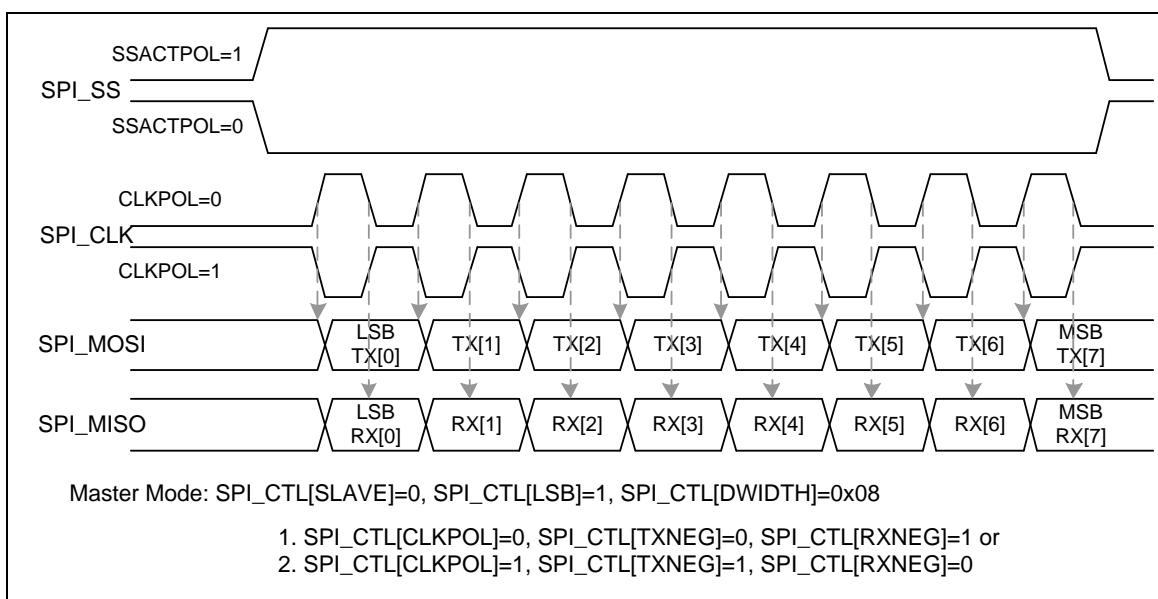 SSACTPOL=1
SPI_SS
SSACTPOL=0
CLKPOL=0
SPI_CLK
CLKPOL=1
SPI_MOSI
LSB
TX[0]
TX[1]
TX[2]
TX[3]
TX[4]
TX[5]
TX[6]
MSB
TX[7]
SPI_MISO
LSB
RX[0]
RX[1]
RX[2]
RX[3]
RX[4]
RX[5]
RX[6]
MSB
RX[7]
Master Mode: SPI_CTL[SLAVE]=0, SPI_CTL[LSB]=1, SPI_CTL[DWIDTH]=0x08
1. SPI_CTL[CLKPOL]=0, SPI_CTL[TXNEG]=0, SPI_CTL[RXNEG]=1 or
2. SPI_CTL[CLKPOL]=1, SPI_CTL[TXNEG]=1, SPI_CTL[RXNEG]=0